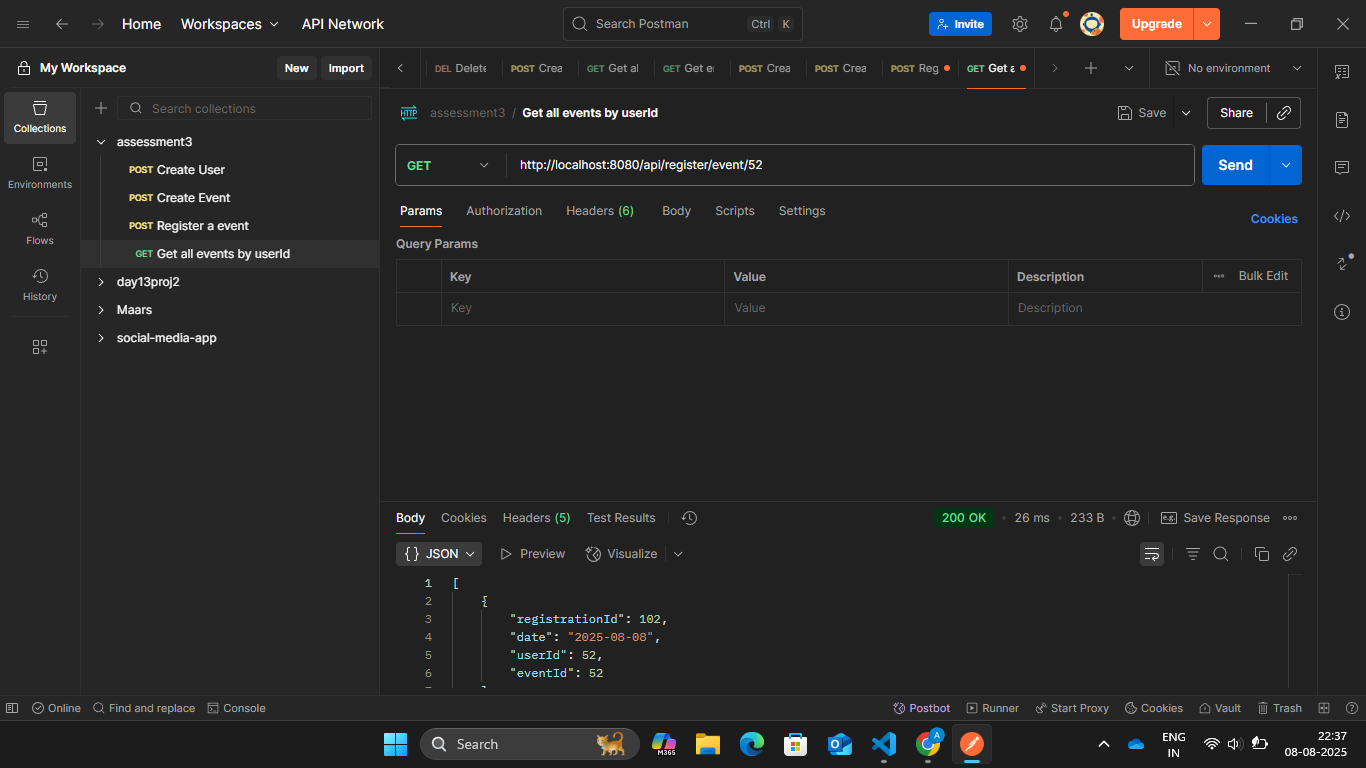 Home Workspaces API Network Search Postman Ctrl K Invite Upgrade
My Workspace New Import DEL Delete POST Crea GET Get al GET Get e POST Crea POST Crea POST Reg GET Get a No environment
Collections
Environments
Flows
History
Search collections
assessment3
POST Create User
POST Create Event
POST Register a event
GET Get all events by userId
day13proj2
Maars
social-media-app
HTTP assessment3 / Get all events by userId Save Share
GET http://localhost:8080/api/register/event/52 Send
Params Authorization Headers (6) Body Scripts Settings Cookies
Query Params
Key Value Description Bulk Edit
Key Value Description
Body Cookies Headers (5) Test Results 200 OK 26 ms 233 B e.g. Save Response
{} JSON Preview Visualize
1 [
2 {
3 "registrationId": 102,
4 "date": "2025-08-08",
5 "userId": 52,
6 "eventId": 52
Online Find and replace Console Postbot Runner Start Proxy Cookies Vault Trash
Search M365 A ENG IN 22:37 08-08-2025